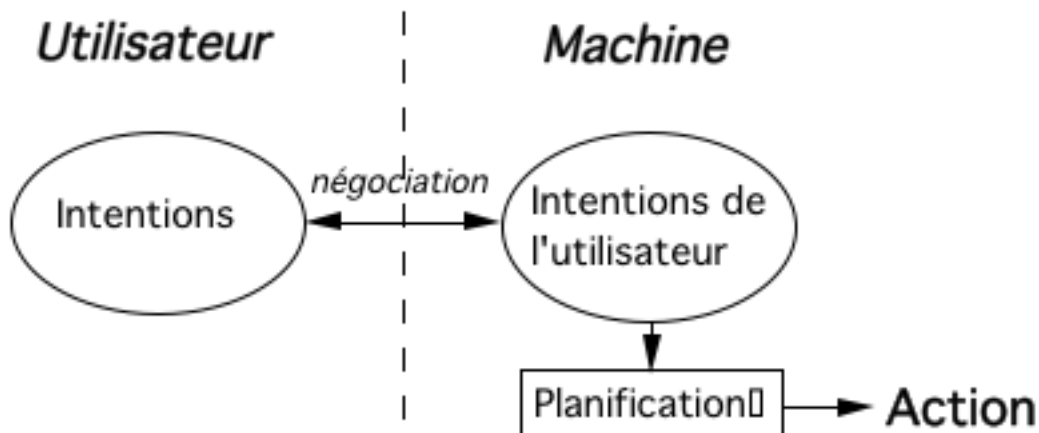 Utilisateur
Machine
négociation
Intentions
Intentions de
l'utilisateur
Planification▯
Action